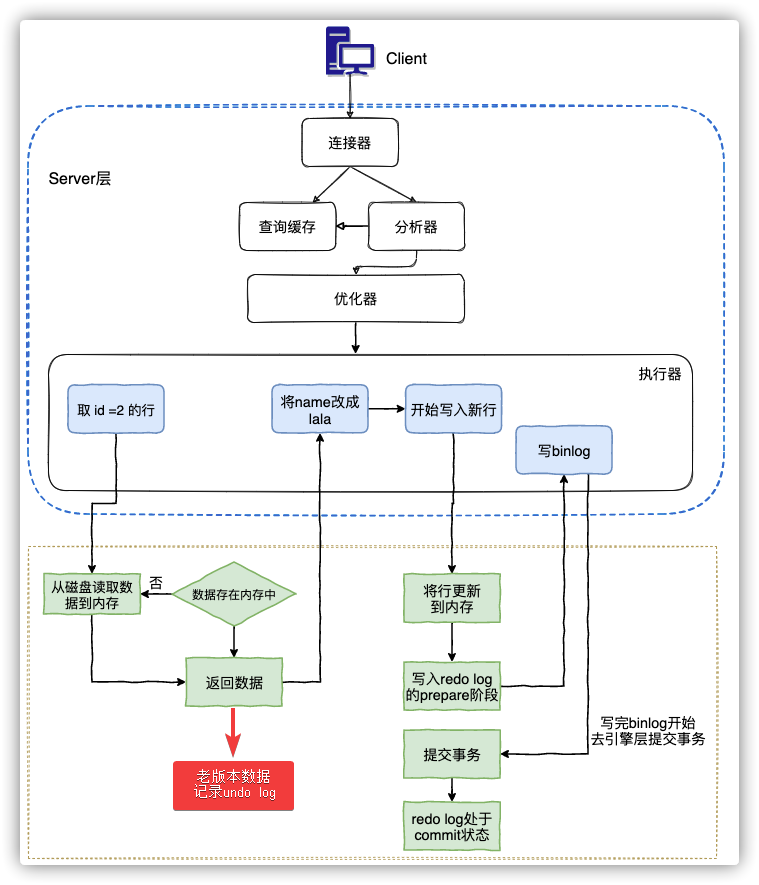 Client
连接器
Server层
查询缓存
分析器
优化器
执行器
取 id =2 的行
将name改成
lala
开始写入新行
写binlog
从磁盘读取数
据到内存
否
数据存在内存中
将行更新
到内存
返回数据
写入redo log
的prepare阶段
写完binlog开始
去引擎层提交事务
提交事务
老版本数据
记录undo log
redo log处于
commit状态